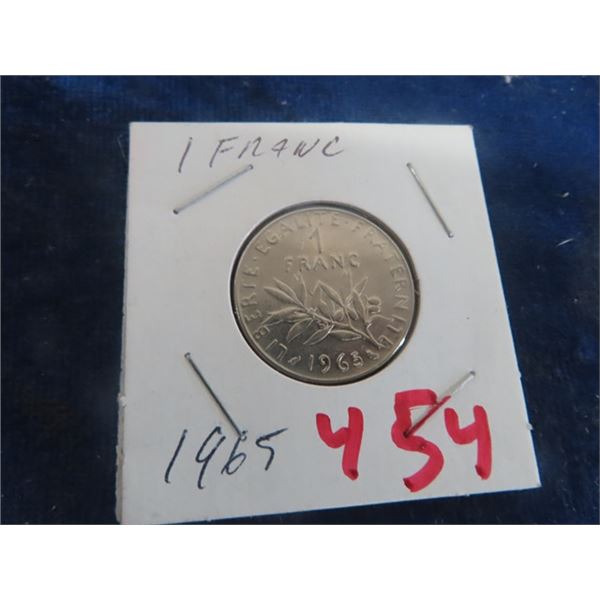 1 FRANC
LIBERTE · EGALITE · FRATERNITE
1
FRANC
1965
1965 454